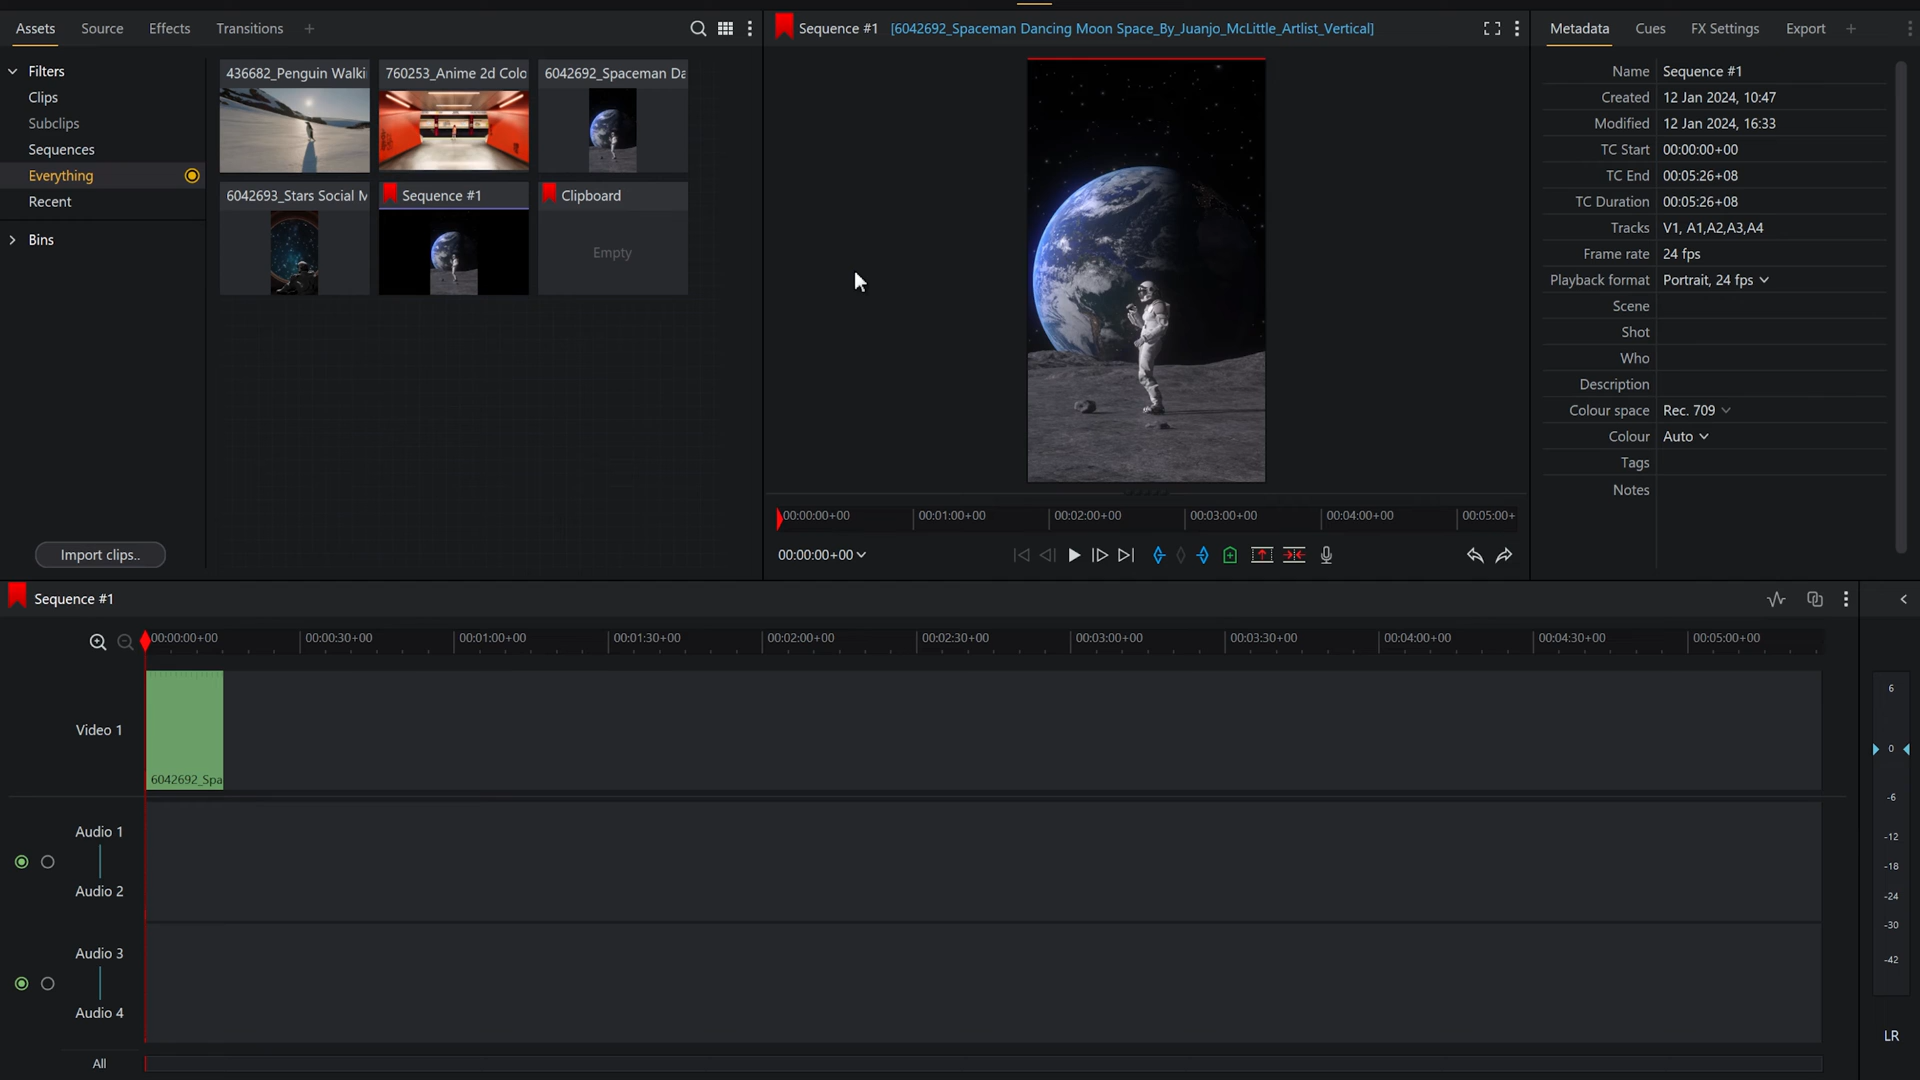 Assets Source Effects Transitions +
Sequence #1 [6042692_Spaceman Dancing Moon Space_By_Juanjo_McLittle_Artlist_Vertical]
Metadata Cues FX Settings Export +
Filters
Clips
Subclips
Sequences
Everything
Recent
Bins
Import clips..
436682_Penguin Walki
760253_Anime 2d Colo
6042692_Spaceman Da
6042693_Stars Social M
Sequence #1
Clipboard
Empty
00:00:00+00 00:01:00+00 00:02:00+00 00:03:00+00 00:04:00+00 00:05:00+
00:00:00+00
Name Sequence #1
Created 12 Jan 2024, 10:47
Modified 12 Jan 2024, 16:33
TC Start 00:00:00+00
TC End 00:05:26+08
TC Duration 00:05:26+08
Tracks V1, A1,A2,A3,A4
Frame rate 24 fps
Playback format Portrait, 24 fps
Scene
Shot
Who
Description
Colour space Rec. 709
Colour Auto
Tags
Notes
Sequence #1
00:00:00+00 00:00:30+00 00:01:00+00 00:01:30+00 00:02:00+00 00:02:30+00 00:03:00+00 00:03:30+00 00:04:00+00 00:04:30+00 00:05:00+00
Video 1
6042692_Spa
Audio 1
Audio 2
Audio 3
Audio 4
All
6
0
-6
-12
-18
-24
-30
-42
LR